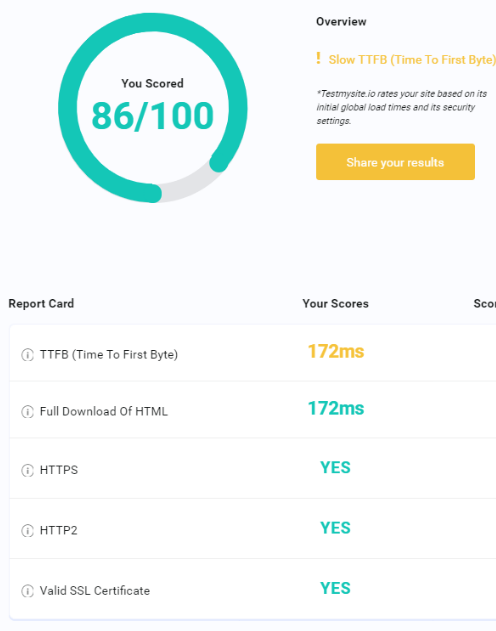 Overview
! Slow TTFB (Time To First Byte)
You Scored
86/100
*Testmysite.io rates your site based on its
initial global load times and its security
settings.
Share your results
Report Card Your Scores
TTFB (Time To First Byte) 172ms
Full Download Of HTML 172ms
HTTPS YES
HTTP2 YES
Valid SSL Certificate YES